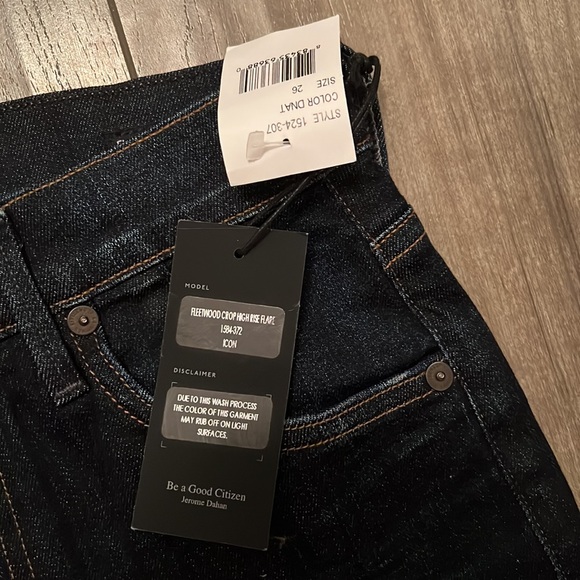 STYLE 1524-307
COLOR DNAT
SIZE 26
MODEL
FLEETWOOD CROP HIGH RISE FLARE
1584-372
ICON
DISCLAIMER
DUE TO THIS WASH PROCESS
THE COLOR OF THIS GARMENT
MAY RUB OFF ON LIGHT
SURFACES.
Be a Good Citizen
Jerome Dahan